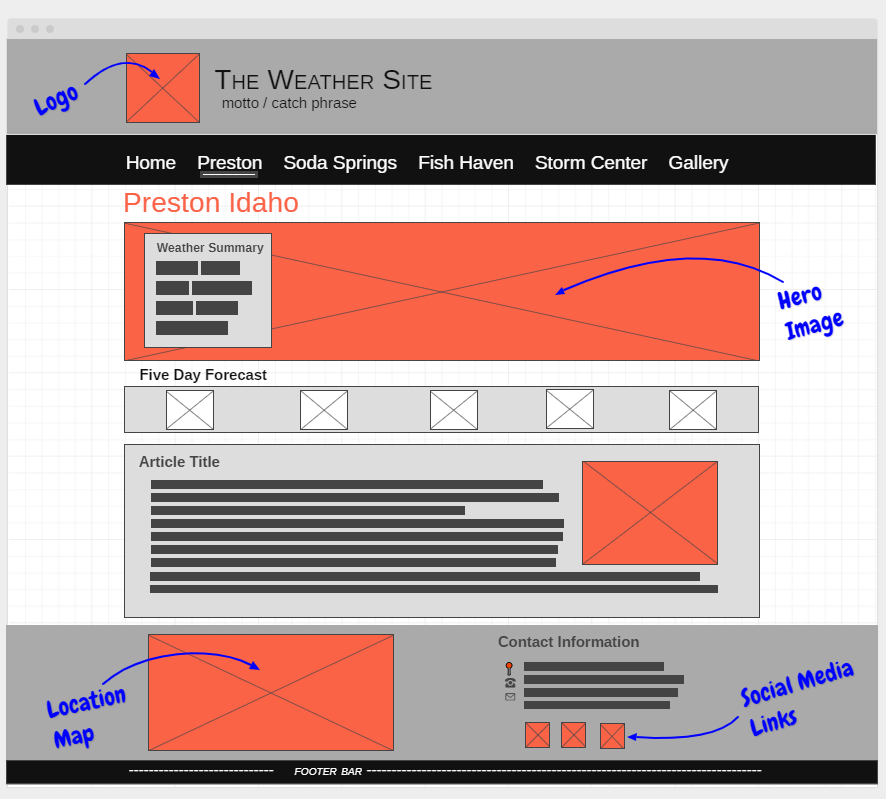 Logo
The Weather Site
motto / catch phrase
Home Preston Soda Springs Fish Haven Storm Center Gallery
Preston Idaho
Weather Summary
Hero
Image
Five Day Forecast
Article Title
Contact Information
Location
Map
Social Media
Links
---------------------------- FOOTER BAR ------------------------------------------------------------------------------